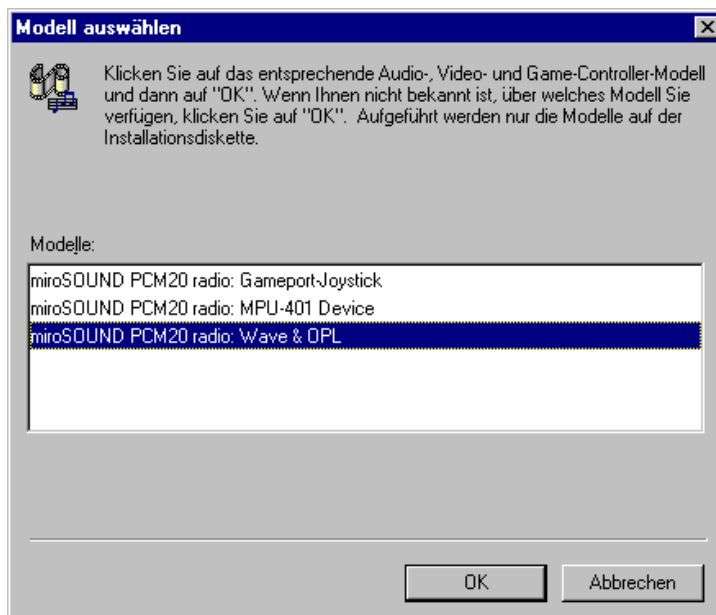 Modell auswählen
Klicken Sie auf das entsprechende Audio-, Video- und Game-Controller-Modell
und dann auf "OK". Wenn Ihnen nicht bekannt ist, über welches Modell Sie
verfügen, klicken Sie auf "OK".  Aufgeführt werden nur die Modelle auf der
Installationsdiskette.
Modelle:
miroSOUND PCM20 radio: Gameport-Joystick
miroSOUND PCM20 radio: MPU-401 Device
miroSOUND PCM20 radio: Wave & OPL
OK
Abbrechen